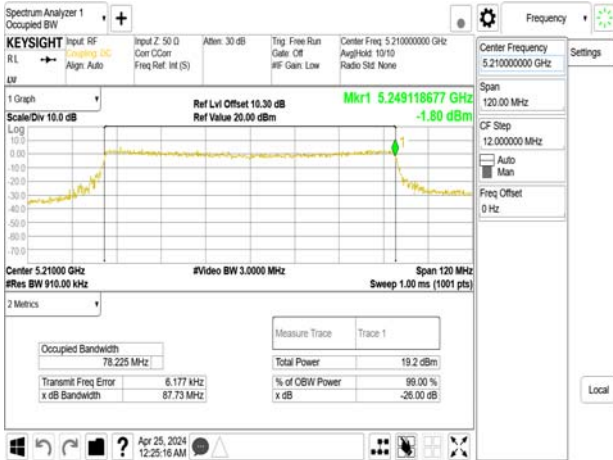 Spectrum Analyzer 1
Occupied BW
KEYSIGHT
RL
Input: RF
Coupling: DC
Align: Auto
Input Z: 50 Ω
Corr CCorr
Freq Ref: Int (S)
Atten: 30 dB
Trig: Free Run
Gate: Off
#IF Gain: Low
Center Freq: 5.210000000 GHz
Avg|Hold: 10/10
Radio Std: None
1 Graph
Scale/Div 10.0 dB
Ref Lvl Offset 10.30 dB
Ref Value 20.00 dBm
Mkr1 5.249118677 GHz
-1.80 dBm
Log
10.0
0.00
-10.0
-20.0
-30.0
-40.0
-50.0
-60.0
-70.0
1
Center 5.21000 GHz
#Res BW 910.00 kHz
#Video BW 3.0000 MHz
Span 120 MHz
Sweep 1.00 ms (1001 pts)
2 Metrics
Measure Trace
Trace 1
Occupied Bandwidth
78.225 MHz
Total Power
19.2 dBm
Transmit Freq Error
6.177 kHz
% of OBW Power
99.00 %
x dB Bandwidth
87.73 MHz
x dB
-26.00 dB
Apr 25, 2024
12:25:16 AM
Frequency
Center Frequency
5.210000000 GHz
Settings
Span
120.00 MHz
CF Step
12.000000 MHz
Auto
Man
Freq Offset
0 Hz
Local